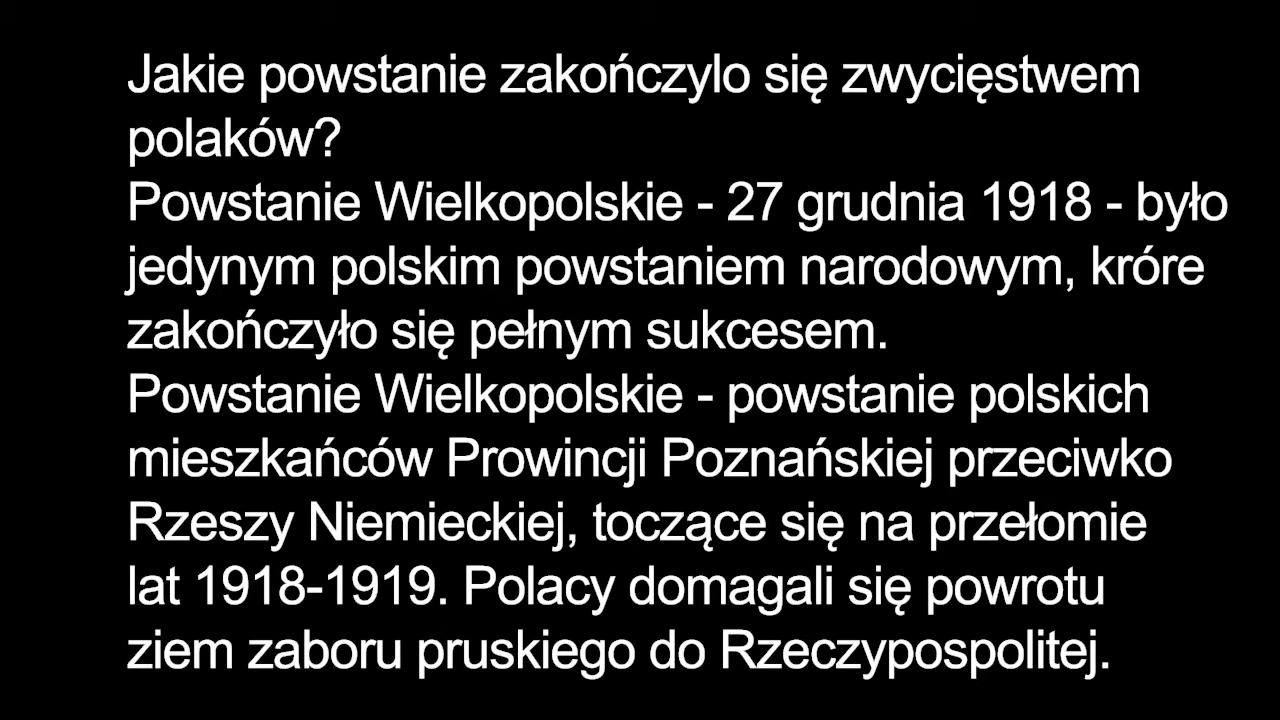 Jakie powstanie zakończylo się zwycięstwem
polaków?
Powstanie Wielkopolskie - 27 grudnia 1918 - było
jedynym polskim powstaniem narodowym, króre
zakończyło się pełnym sukcesem.
Powstanie Wielkopolskie - powstanie polskich
mieszkańców Prowincji Poznańskiej przeciwko
Rzeszy Niemieckiej, toczące się na przełomie
lat 1918-1919. Polacy domagali się powrotu
ziem zaboru pruskiego do Rzeczypospolitej.